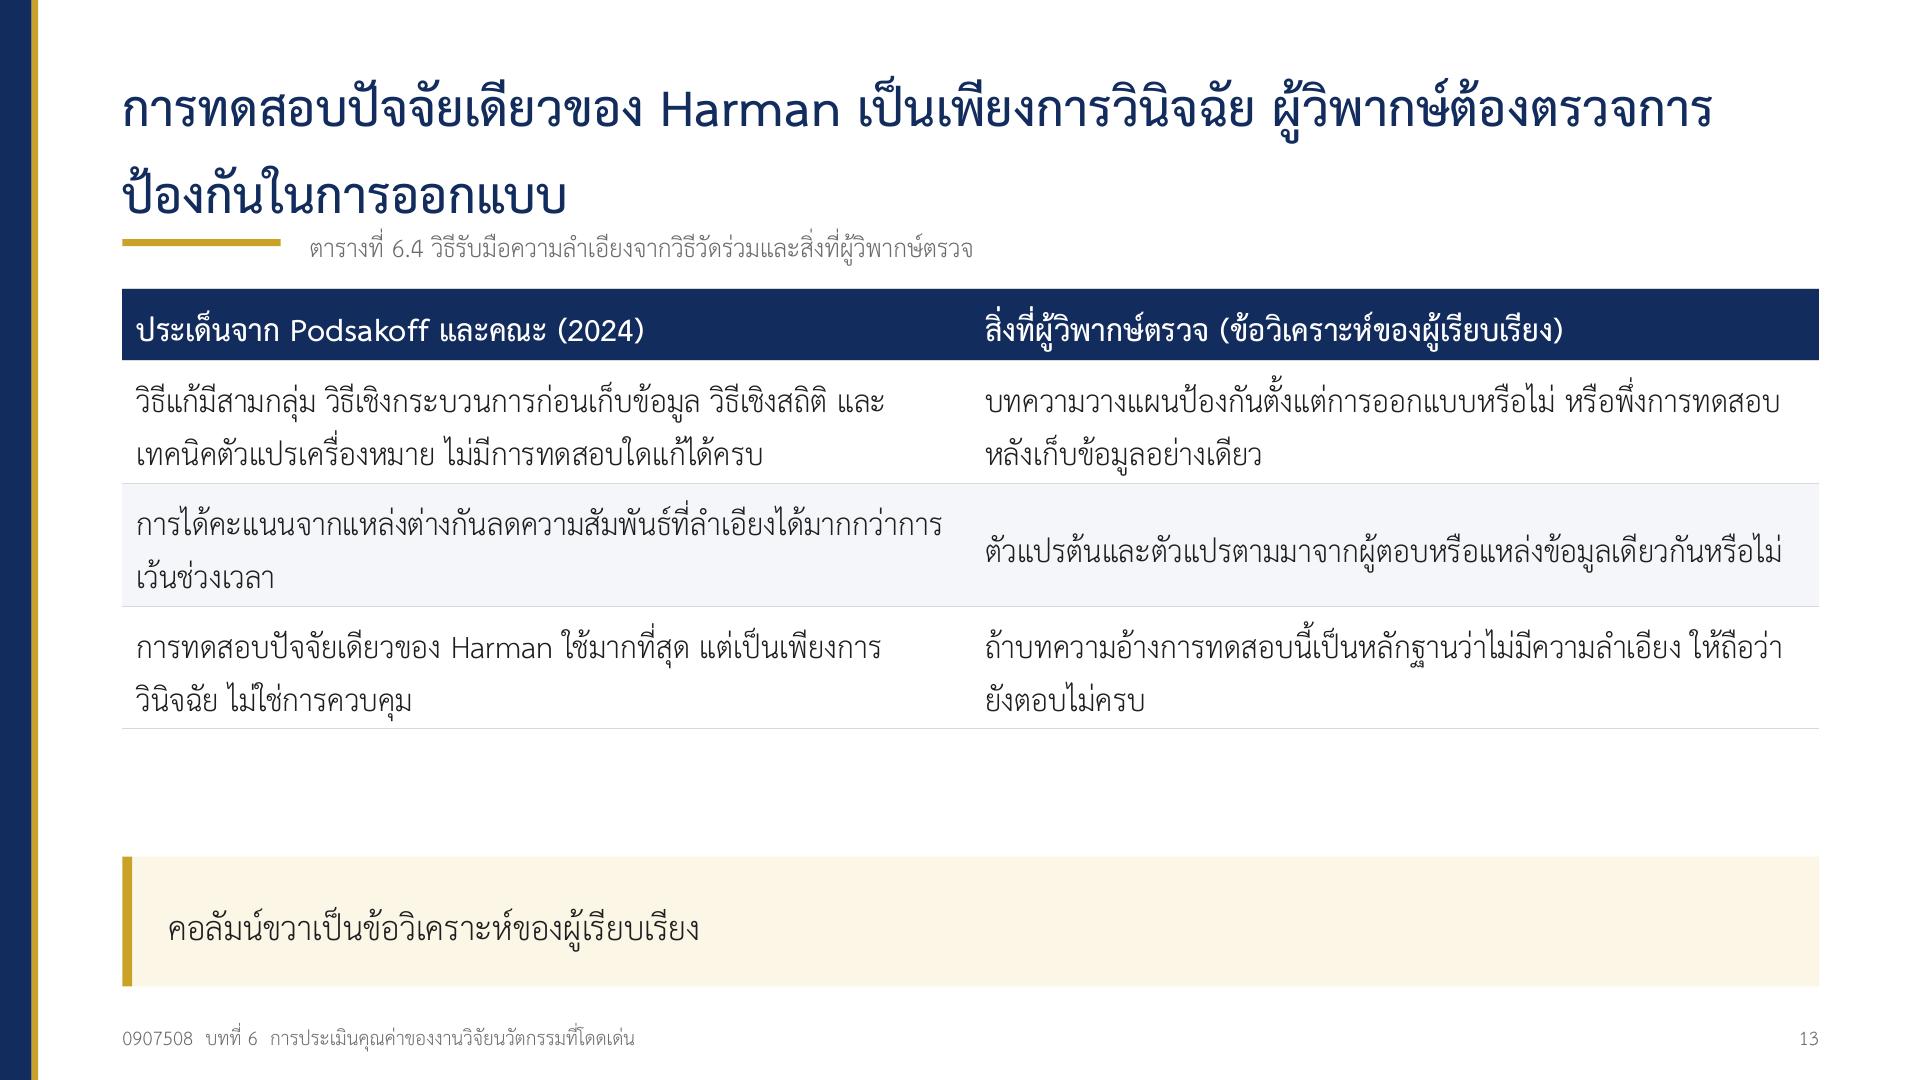 การทดสอบปัจจัยเดียวของ Harman เป็นเพียงการวินิจฉัย ผู้วิพากษ์ต้องตรวจการ
ป้องกันในการออกแบบ
ตารางที่ 6.4 วิธีรับมือความลำเอียงจากวิธีวัดร่วมและสิ่งที่ผู้วิพากษ์ตรวจ
ประเด็นจาก Podsakoff และคณะ (2024)
สิ่งที่ผู้วิพากษ์ตรวจ (ข้อวิเคราะห์ของผู้เรียบเรียง)
วิธีแก้มีสามกลุ่ม วิธีเชิงกระบวนการก่อนเก็บข้อมูล วิธีเชิงสถิติ และ
เทคนิคตัวแปรเครื่องหมาย ไม่มีการทดสอบใดแก้ได้ครบ
บทความวางแผนป้องกันตั้งแต่การออกแบบหรือไม่ หรือพึ่งการทดสอบ
หลังเก็บข้อมูลอย่างเดียว
การได้คะแนนจากแหล่งต่างกันลดความสัมพันธ์ที่ลำเอียงได้มากกว่าการ
เว้นช่วงเวลา
ตัวแปรต้นและตัวแปรตามมาจากผู้ตอบหรือแหล่งข้อมูลเดียวกันหรือไม่
การทดสอบปัจจัยเดียวของ Harman ใช้มากที่สุด แต่เป็นเพียงการ
วินิจฉัย ไม่ใช่การควบคุม
ถ้าบทความอ้างการทดสอบนี้เป็นหลักฐานว่าไม่มีความลำเอียง ให้ถือว่า
ยังตอบไม่ครบ
คอลัมน์ขวาเป็นข้อวิเคราะห์ของผู้เรียบเรียง
0907508 บทที่ 6 การประเมินคุณค่าของงานวิจัยนวัตกรรมที่โดดเด่น
13